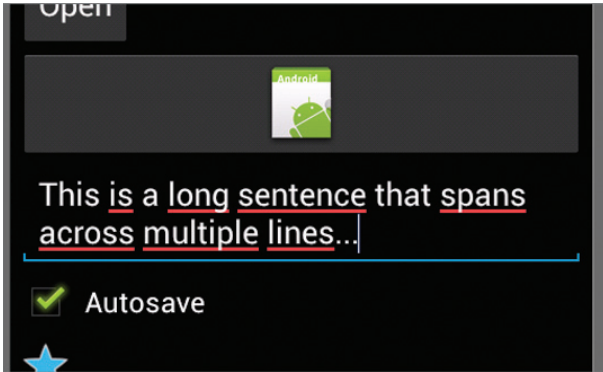 Open
Android
This is a long sentence that spans
across multiple lines...
Autosave